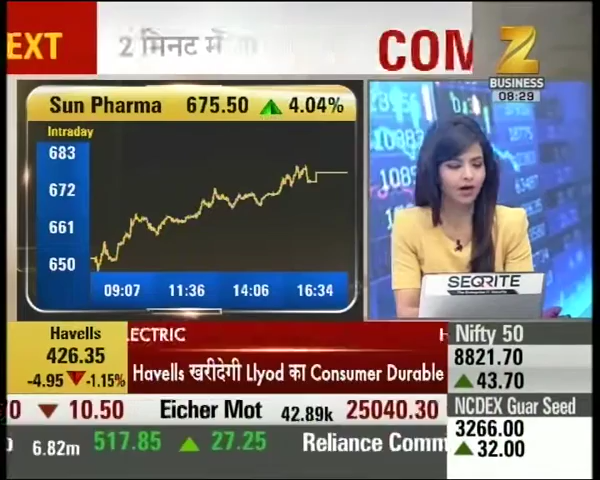 EXT
2 मिनट में
COM
Z
BUSINESS
08:29
Sun Pharma 675.50 4.04%
Intraday
683
672
661
650
09:07 11:36 14:06 16:34
SEQRITE
Havells
426.35
-4.95 -1.15%
ELECTRIC
Havells खरीदेगी Llyod का Consumer Durable
Nifty 50
8821.70
43.70
NCDEX Guar Seed
3266.00
32.00
0 10.50 Eicher Mot 42.89k 25040.30
6.82m 517.85 27.25 Reliance Comm